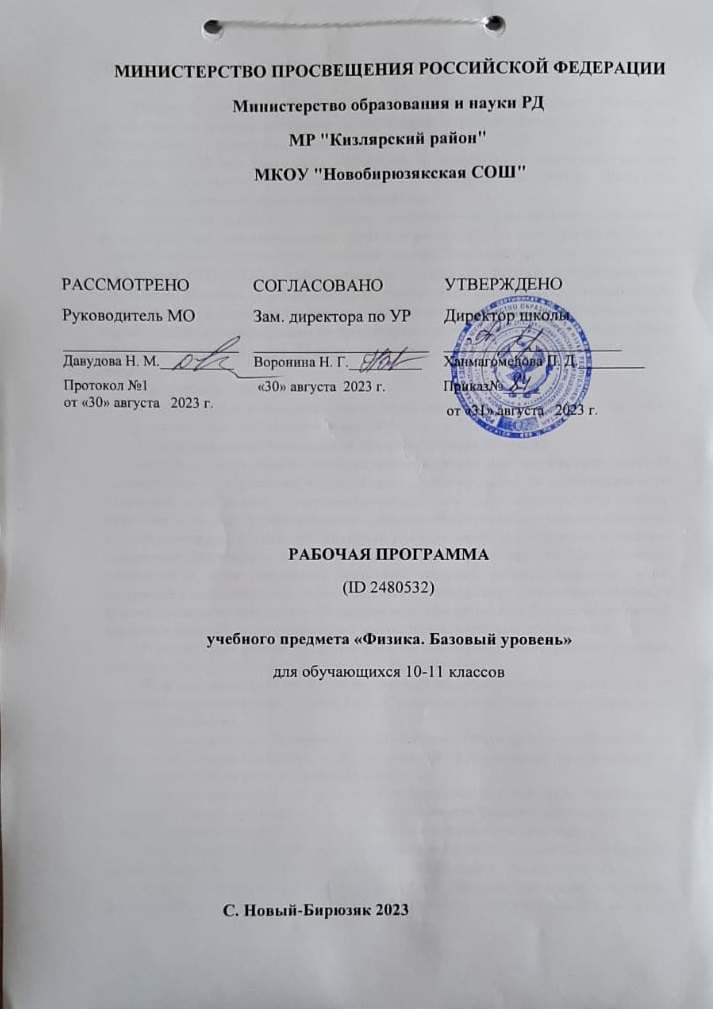 МИНИСТЕРСТВО ПРОСВЕЩЕНИЯ РОССИЙСКОЙ ФЕДЕРАЦИИ
Министерство образования и науки РД
МР "Кизлярский район"
МКОУ "Новобирюзякская СОШ"
РАССМОТРЕНО
Руководитель МО
Давудова Н. М.
Протокол №1
от «30» августа 2023 г.
СОГЛАСОВАНО
Зам. директора по УР
Воронина Н. Г.
«30» августа 2023 г.
УТВЕРЖДЕНО
Директор школы
Ханмагомедова П. Д.
Приказ№ 84
от «31» августа 2023 г.
РАБОЧАЯ ПРОГРАММА
(ID 2480532)
учебного предмета «Физика. Базовый уровень»
для обучающихся 10-11 классов
С. Новый-Бирюзяк 2023